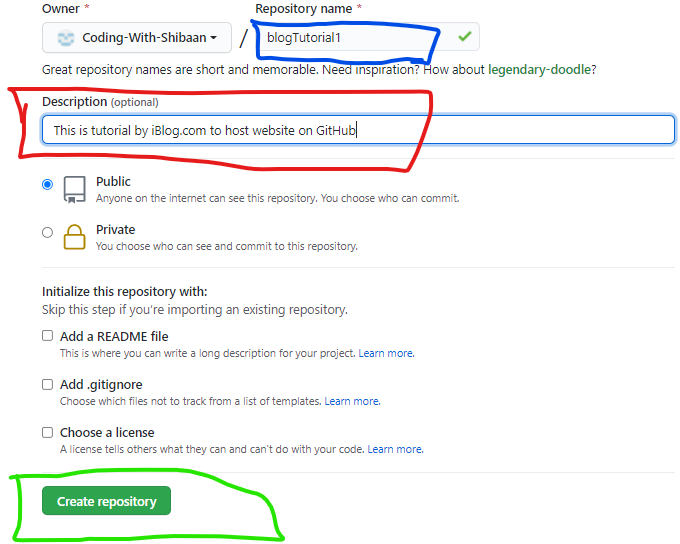 Owner * Repository name *
Coding-With-Shibaan / blogTutorial1
Great repository names are short and memorable. Need inspiration? How about legendary-doodle?
Description (optional)
This is tutorial by iBlog.com to host website on GitHub
Public
Anyone on the internet can see this repository. You choose who can commit.
Private
You choose who can see and commit to this repository.
Initialize this repository with:
Skip this step if you're importing an existing repository.
Add a README file
This is where you can write a long description for your project. Learn more.
Add .gitignore
Choose which files not to track from a list of templates. Learn more.
Choose a license
A license tells others what they can and can't do with your code. Learn more.
Create repository